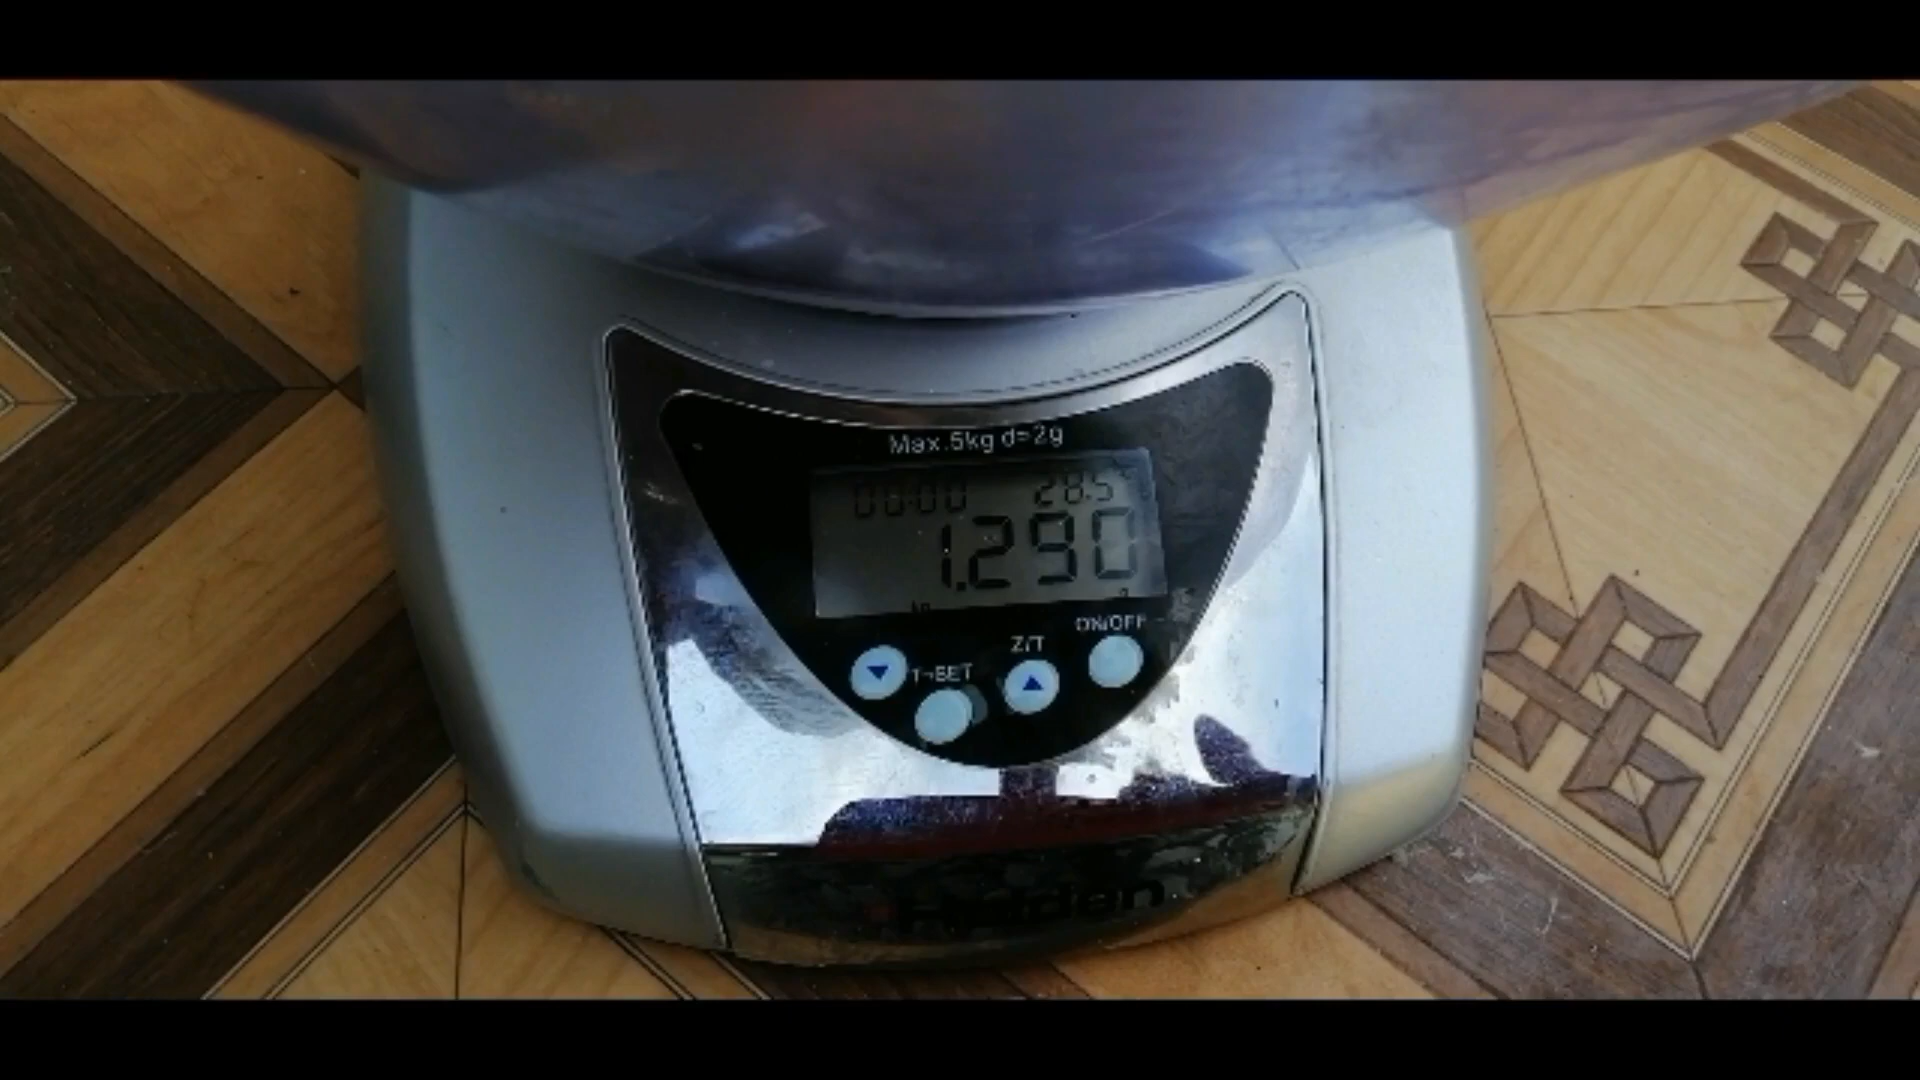 Max.5kg d=2g
00:00 28.5
1.290
ON/OFF
Z/T
T-SET